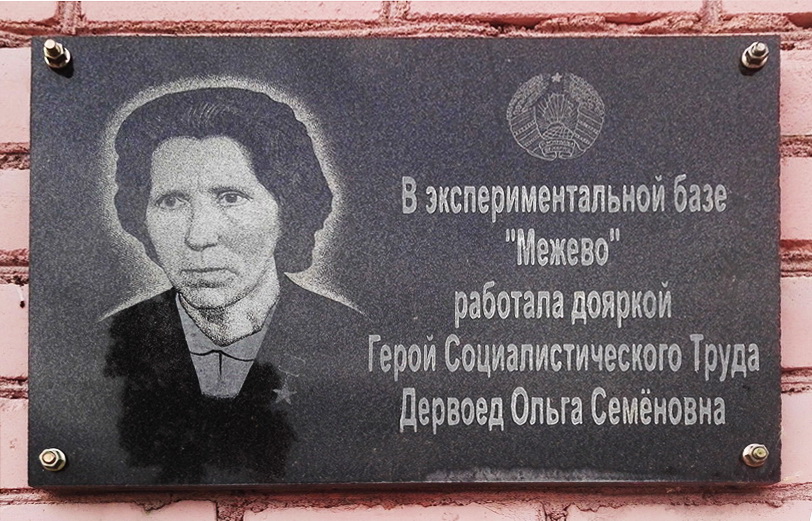 В экспериментальной базе
"Межево"
работала дояркой
Герой Социалистического Труда
Дервоед Ольга Семёновна